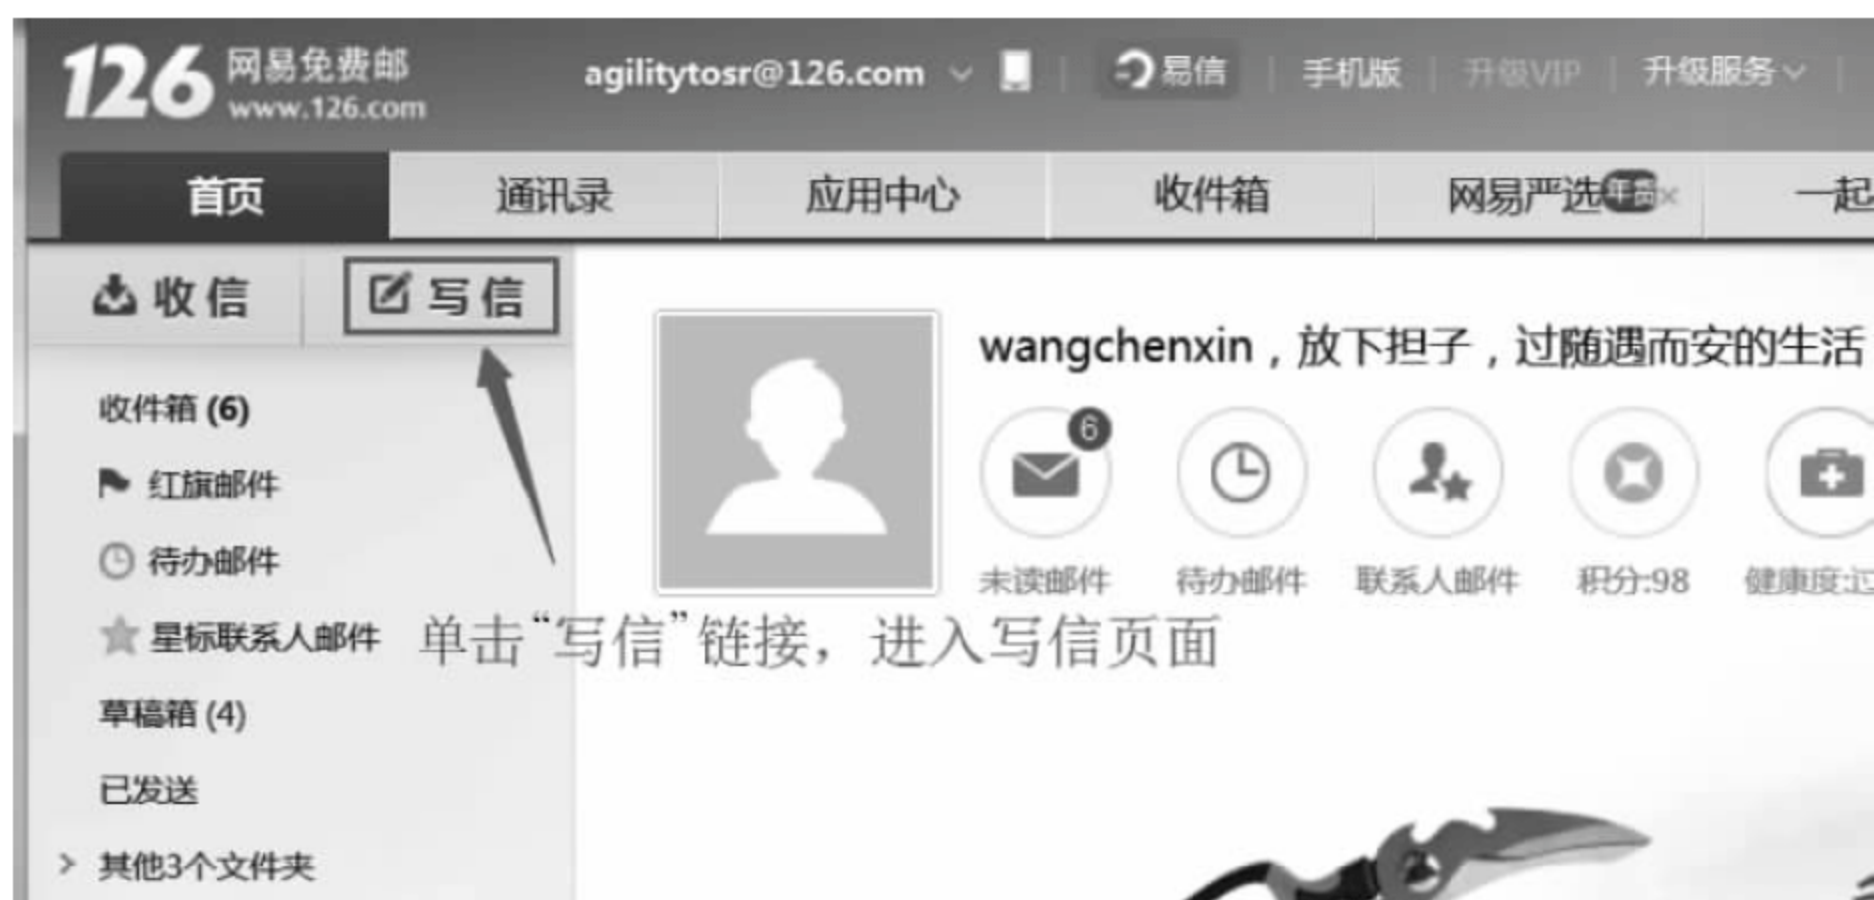 126 网易免费邮
www.126.com
agilitytosr@126.com
易信
手机版
升级VIP
升级服务
首页
通讯录
应用中心
收件箱
网易严选
一起
收信
写信
wangchenxin，放下担子，过随遇而安的生活
收件箱 (6)
红旗邮件
待办邮件
星标联系人邮件
草稿箱 (4)
已发送
其他3个文件夹
6
未读邮件
待办邮件
联系人邮件
积分:98
健康度:过
单击“写信”链接，进入写信页面